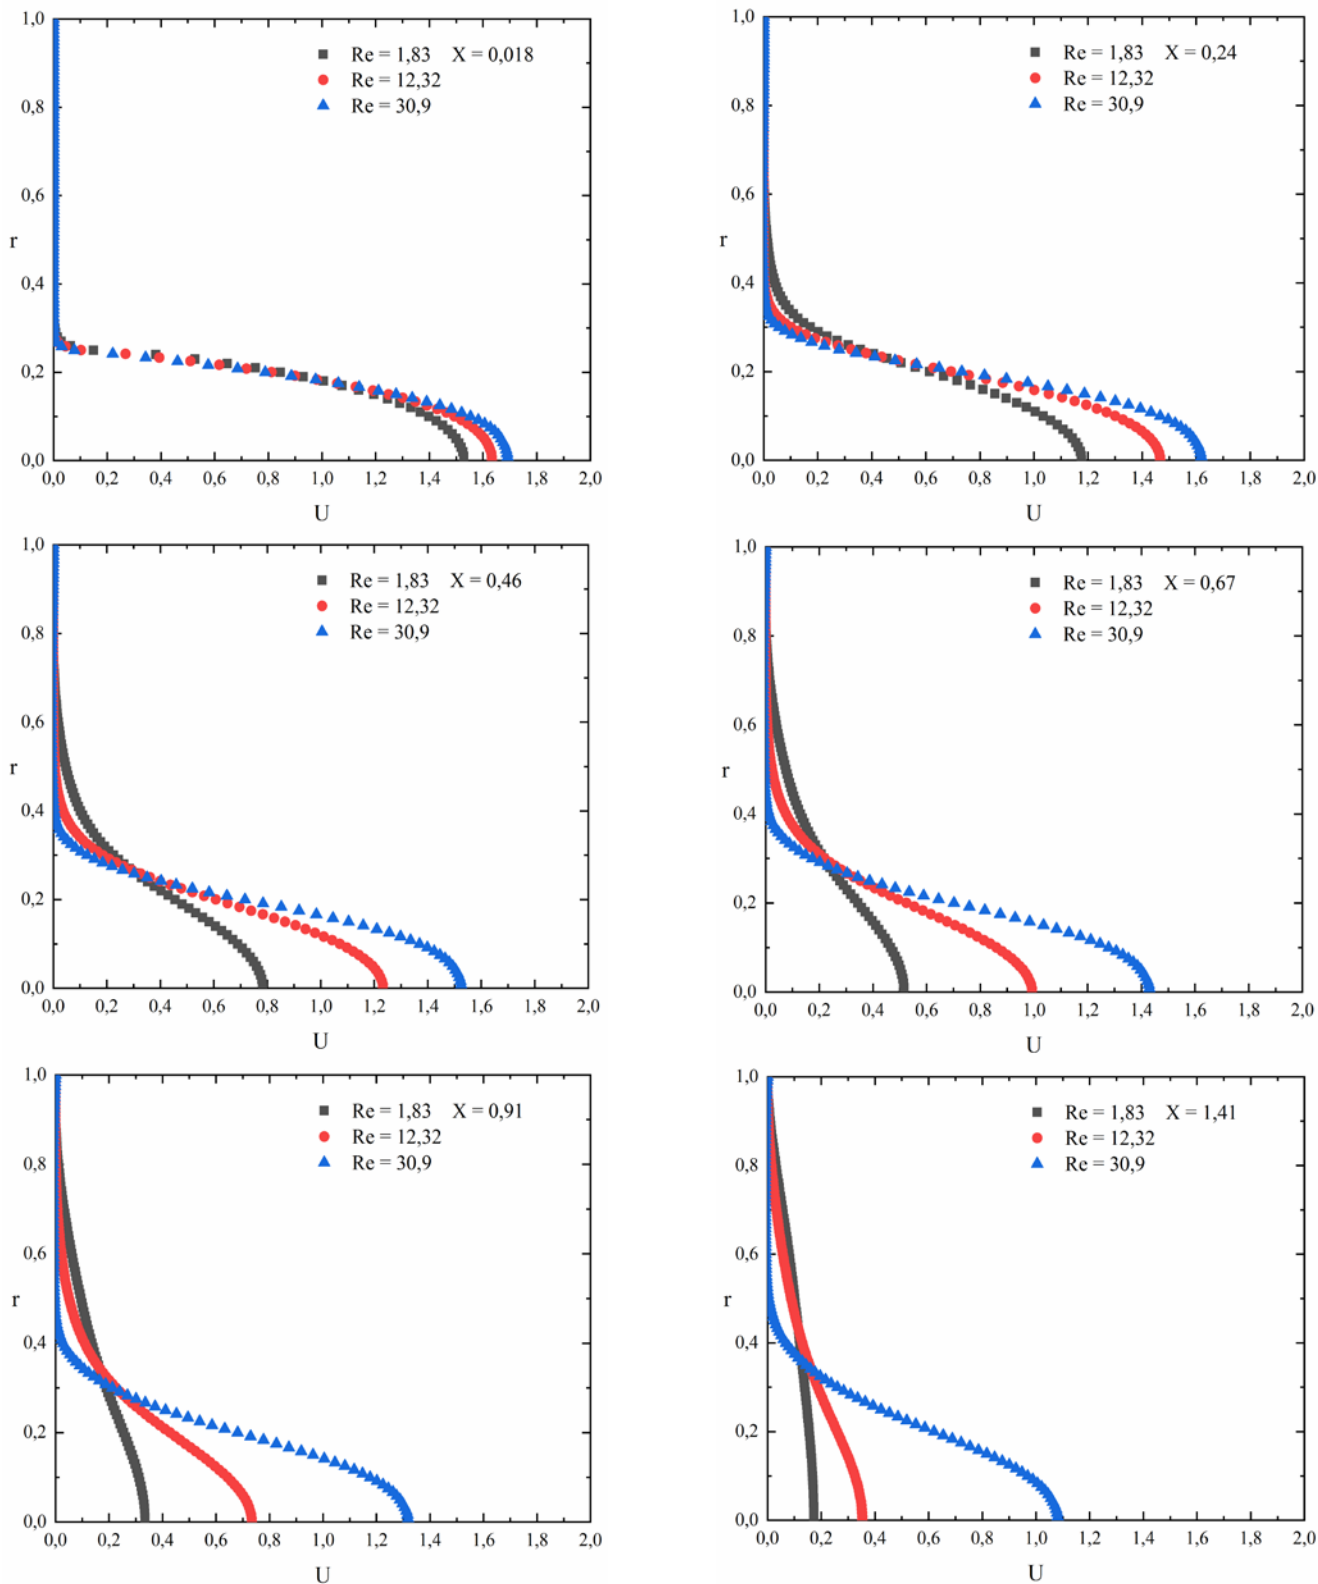 1,0
0,8
0,6
r
0,4
0,2
0,0
Re = 1,83 X = 0,018
Re = 12,32
Re = 30,9
0,0 0,2 0,4 0,6 0,8 1,0 1,2 1,4 1,6 1,8 2,0
U
1,0
0,8
0,6
r
0,4
0,2
0,0
Re = 1,83 X = 0,24
Re = 12,32
Re = 30,9
0,0 0,2 0,4 0,6 0,8 1,0 1,2 1,4 1,6 1,8 2,0
U
1,0
0,8
0,6
r
0,4
0,2
0,0
Re = 1,83 X = 0,46
Re = 12,32
Re = 30,9
0,0 0,2 0,4 0,6 0,8 1,0 1,2 1,4 1,6 1,8 2,0
U
1,0
0,8
0,6
r
0,4
0,2
0,0
Re = 1,83 X = 0,67
Re = 12,32
Re = 30,9
0,0 0,2 0,4 0,6 0,8 1,0 1,2 1,4 1,6 1,8 2,0
U
1,0
0,8
0,6
r
0,4
0,2
0,0
Re = 1,83 X = 0,91
Re = 12,32
Re = 30,9
0,0 0,2 0,4 0,6 0,8 1,0 1,2 1,4 1,6 1,8 2,0
U
1,0
0,8
0,6
r
0,4
0,2
0,0
Re = 1,83 X = 1,41
Re = 12,32
Re = 30,9
0,0 0,2 0,4 0,6 0,8 1,0 1,2 1,4 1,6 1,8 2,0
U